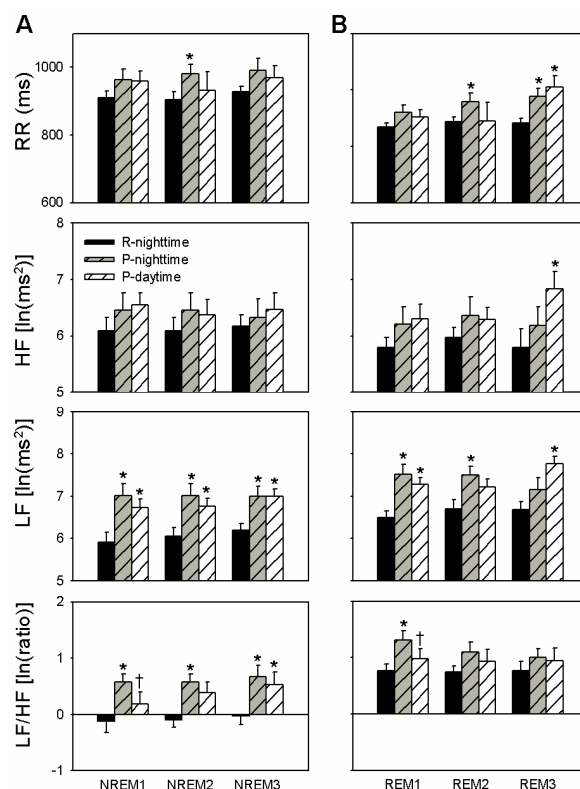 A
B
RR (ms)
1000
800
600
*
*
*
*
HF [ln(ms²)]
8
7
6
5
R-nighttime
P-nighttime
P-daytime
*
LF [ln(ms²)]
9
8
7
6
5
* * * * * *
* * * *
LF/HF [ln(ratio)]
2
1
0
-1
* † * * *
* †
NREM1 NREM2 NREM3
REM1 REM2 REM3